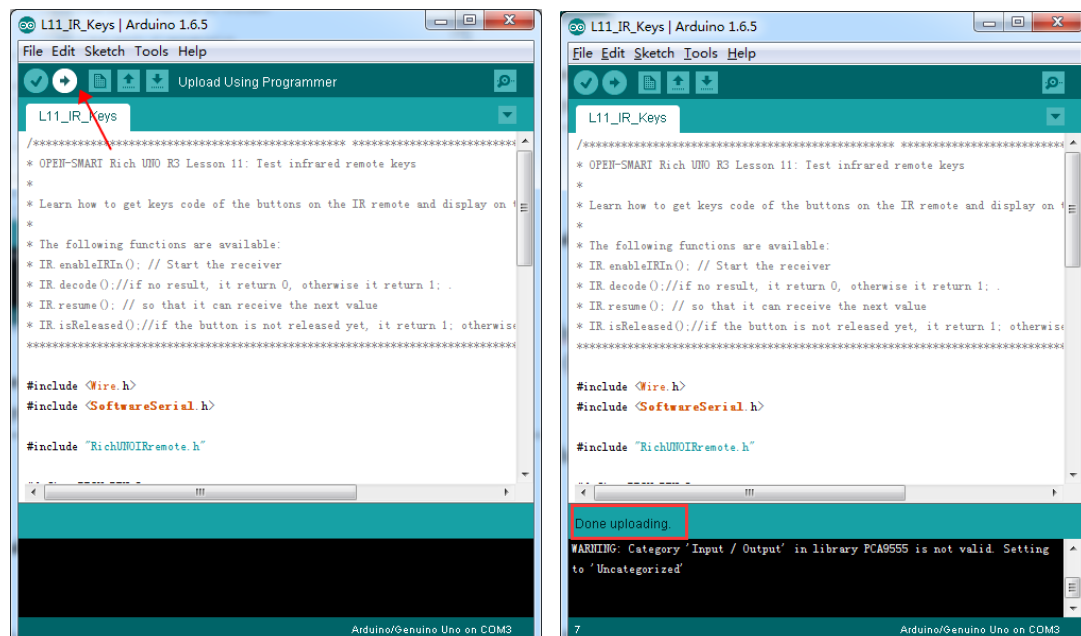 L11_IR_Keys | Arduino 1.6.5
File Edit Sketch Tools Help
Upload Using Programmer
L11_IR_Keys
/************************************************ *************************
* OPEN-SMART Rich UNO R3 Lesson 11: Test infrared remote keys
*
* Learn how to get keys code of the buttons on the IR remote and display on t
*
* The following functions are available:
* IR.enableIRIn(); // Start the receiver
* IR.decode();//if no result, it return 0, otherwise it return 1; .
* IR.resume(); // so that it can receive the next value
* IR.isReleased();//if the button is not released yet, it return 1; otherwise
***************************************************************************
#include <Wire.h>
#include <SoftwareSerial.h>
#include "RichUNOIRremote.h"
Arduino/Genuino Uno on COM3
L11_IR_Keys | Arduino 1.6.5
File Edit Sketch Tools Help
L11_IR_Keys
/************************************************ *************************
* OPEN-SMART Rich UNO R3 Lesson 11: Test infrared remote keys
*
* Learn how to get keys code of the buttons on the IR remote and display on t
*
* The following functions are available:
* IR.enableIRIn(); // Start the receiver
* IR.decode();//if no result, it return 0, otherwise it return 1; .
* IR.resume(); // so that it can receive the next value
* IR.isReleased();//if the button is not released yet, it return 1; otherwise
***************************************************************************
#include <Wire.h>
#include <SoftwareSerial.h>
#include "RichUNOIRremote.h"
Done uploading.
WARNING: Category 'Input / Output' in library PCA9555 is not valid. Setting
to 'Uncategorized'
7
Arduino/Genuino Uno on COM3